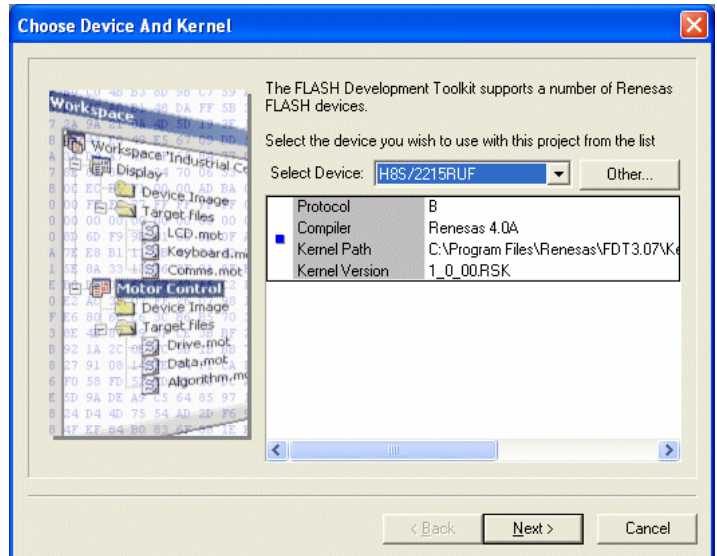 Choose Device And Kernel
The FLASH Development Toolkit supports a number of Renesas
FLASH devices.
Select the device you wish to use with this project from the list
Select Device: H8S/2215RUF Other...
Protocol B
Compiler Renesas 4.0A
Kernel Path C:\Program Files\Renesas\FDT3.07\Ke
Kernel Version 1_0_00.RSK
Workspace
Workspace 'Industrial Ce
Display
Device Image
Target files
LCD.mot
Keyboard.m
Comms.mot
Motor Control
Device Image
Target files
Drive.mot
Data.mot
Algorithm.mo
< Back Next > Cancel